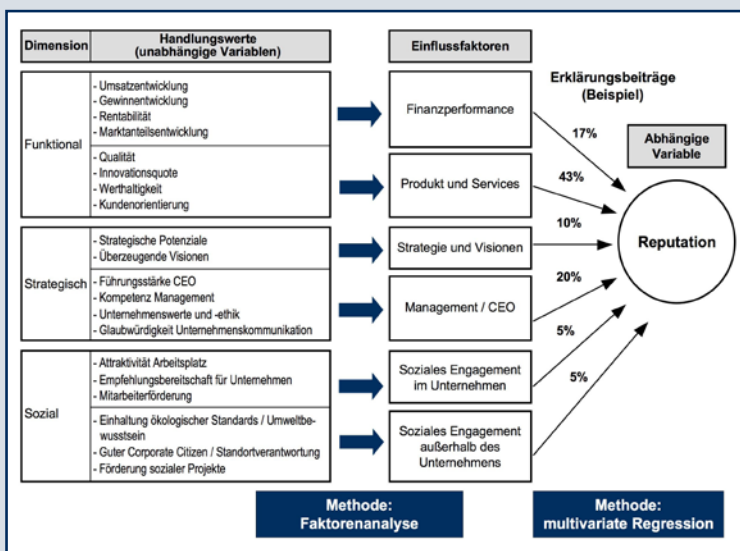 Dimension
Handlungswerte
(unabhängige Variablen)
Einflussfaktoren
Erklärungsbeiträge
(Beispiel)
Abhängige
Variable
Funktional
- Umsatzentwicklung
- Gewinnentwicklung
- Rentabilität
- Marktanteilsentwicklung
Finanzperformance
17%
- Qualität
- Innovationsquote
- Werthaltigkeit
- Kundenorientierung
Produkt und Services
43%
Strategisch
- Strategische Potenziale
- Überzeugende Visionen
Strategie und Visionen
10%
Reputation
- Führungsstärke CEO
- Kompetenz Management
- Unternehmenswerte und -ethik
- Glaubwürdigkeit Unternehmenskommunikation
Management / CEO
20%
Sozial
- Attraktivität Arbeitsplatz
- Empfehlungsbereitschaft für Unternehmen
- Mitarbeiterförderung
Soziales Engagement
im Unternehmen
5%
- Einhaltung ökologischer Standards / Umweltbe-
wusstsein
- Guter Corporate Citizen / Standortverantwortung
- Förderung sozialer Projekte
Soziales Engagement
außerhalb des
Unternehmens
5%
Methode:
Faktorenanalyse
Methode:
multivariate Regression